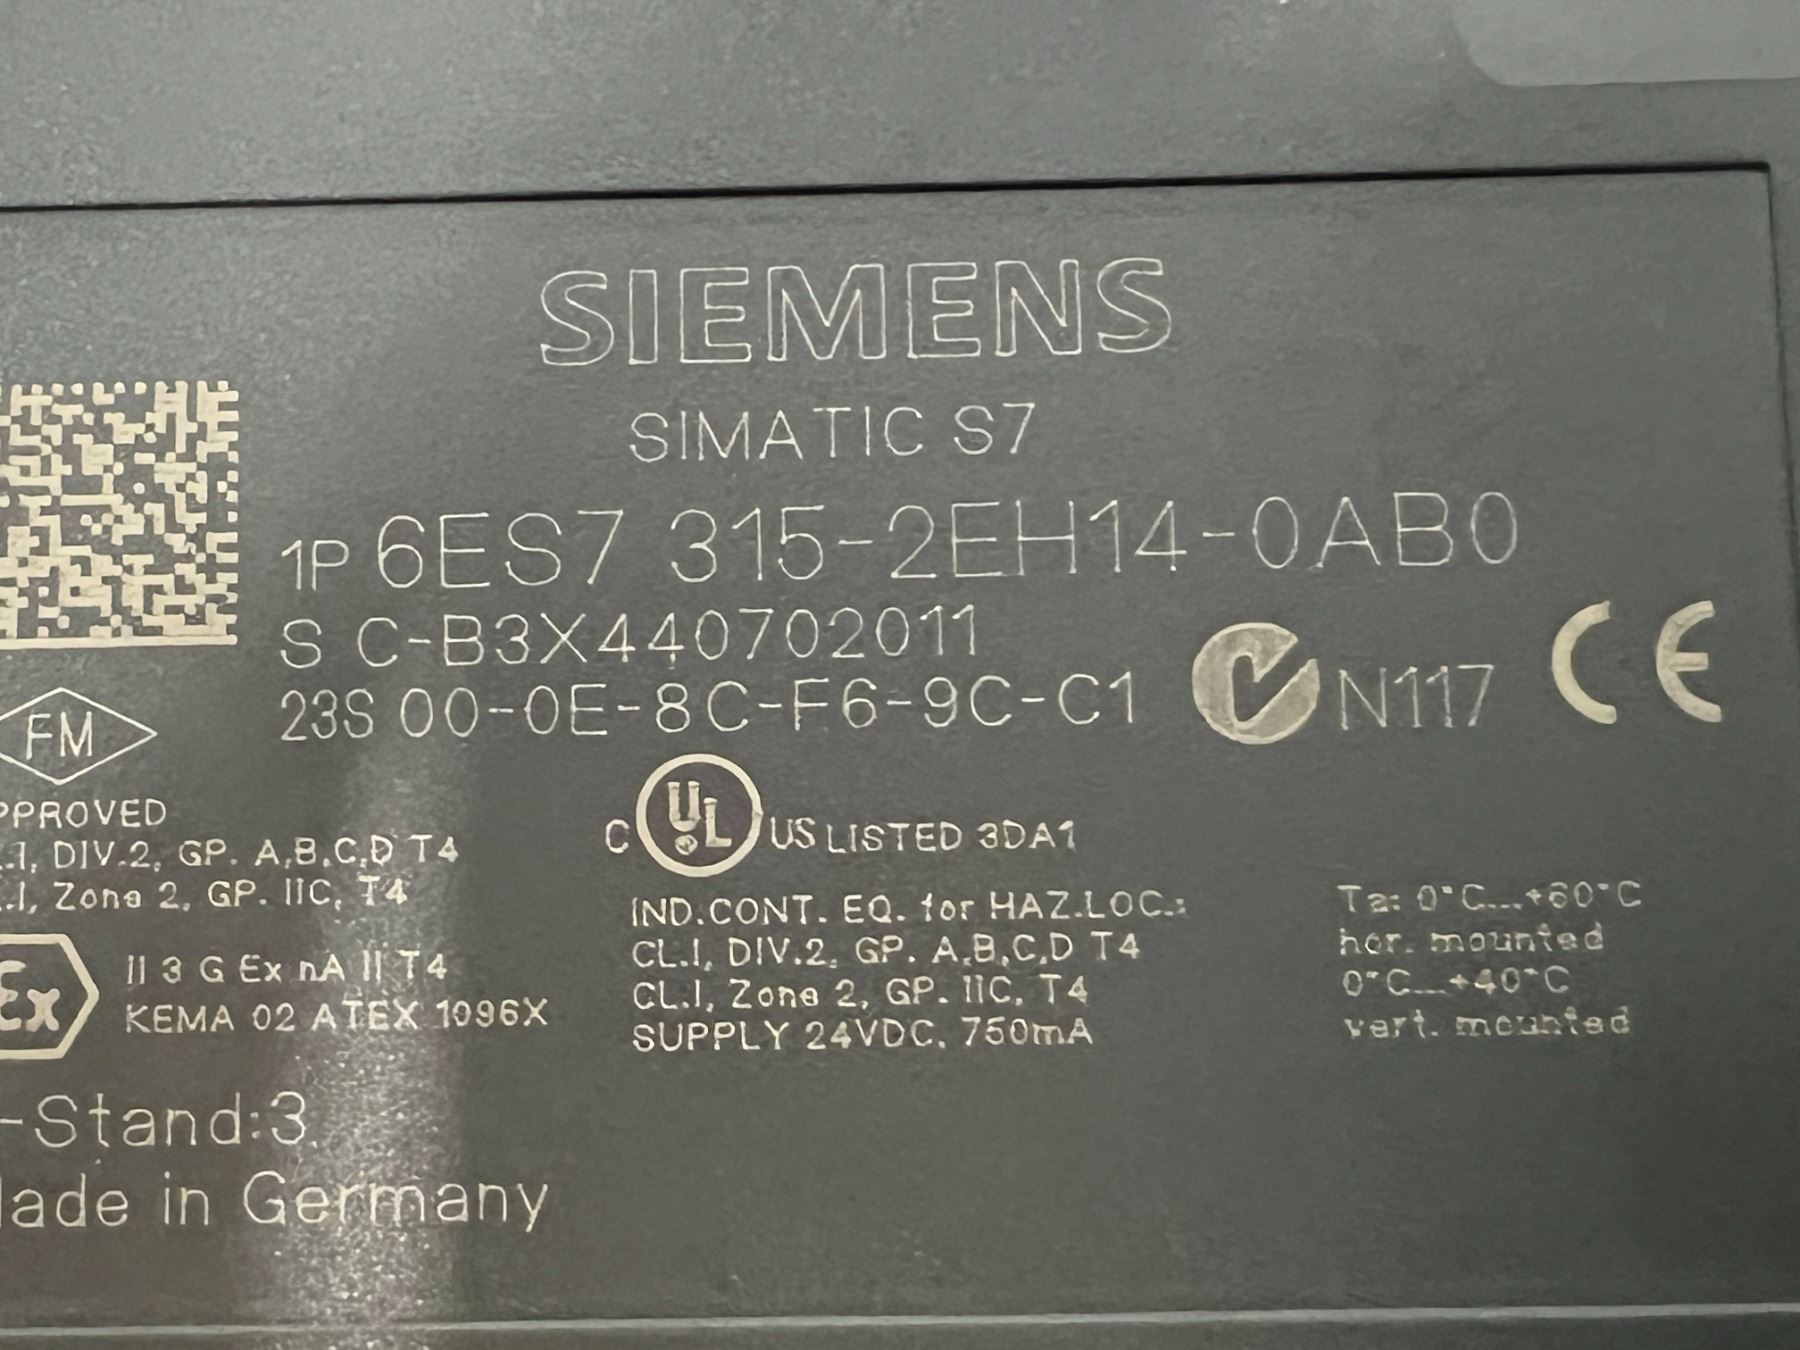 SIEMENS
SIMATIC S7
1P 6ES7 315-2EH14-0AB0
S C-B3X440702011
23S 00-0E-8C-F6-9C-C1
N117
CE
FM
PPROVED
.I, DIV.2, GP. A,B,C,D T4
.I, Zone 2, GP. IIC, T4
Ex
II 3 G Ex nA II T4
KEMA 02 ATEX 1096X
-Stand:3
ade in Germany
C UL US LISTED 3DA1
IND.CONT. EQ. for HAZ.LOC.:
CL.I, DIV.2, GP. A,B,C,D T4
CL.I, Zone 2, GP. IIC, T4
SUPPLY 24VDC, 750mA
Ta: 0°C...+60°C
hor. mounted
0°C...+40°C
vert. mounted